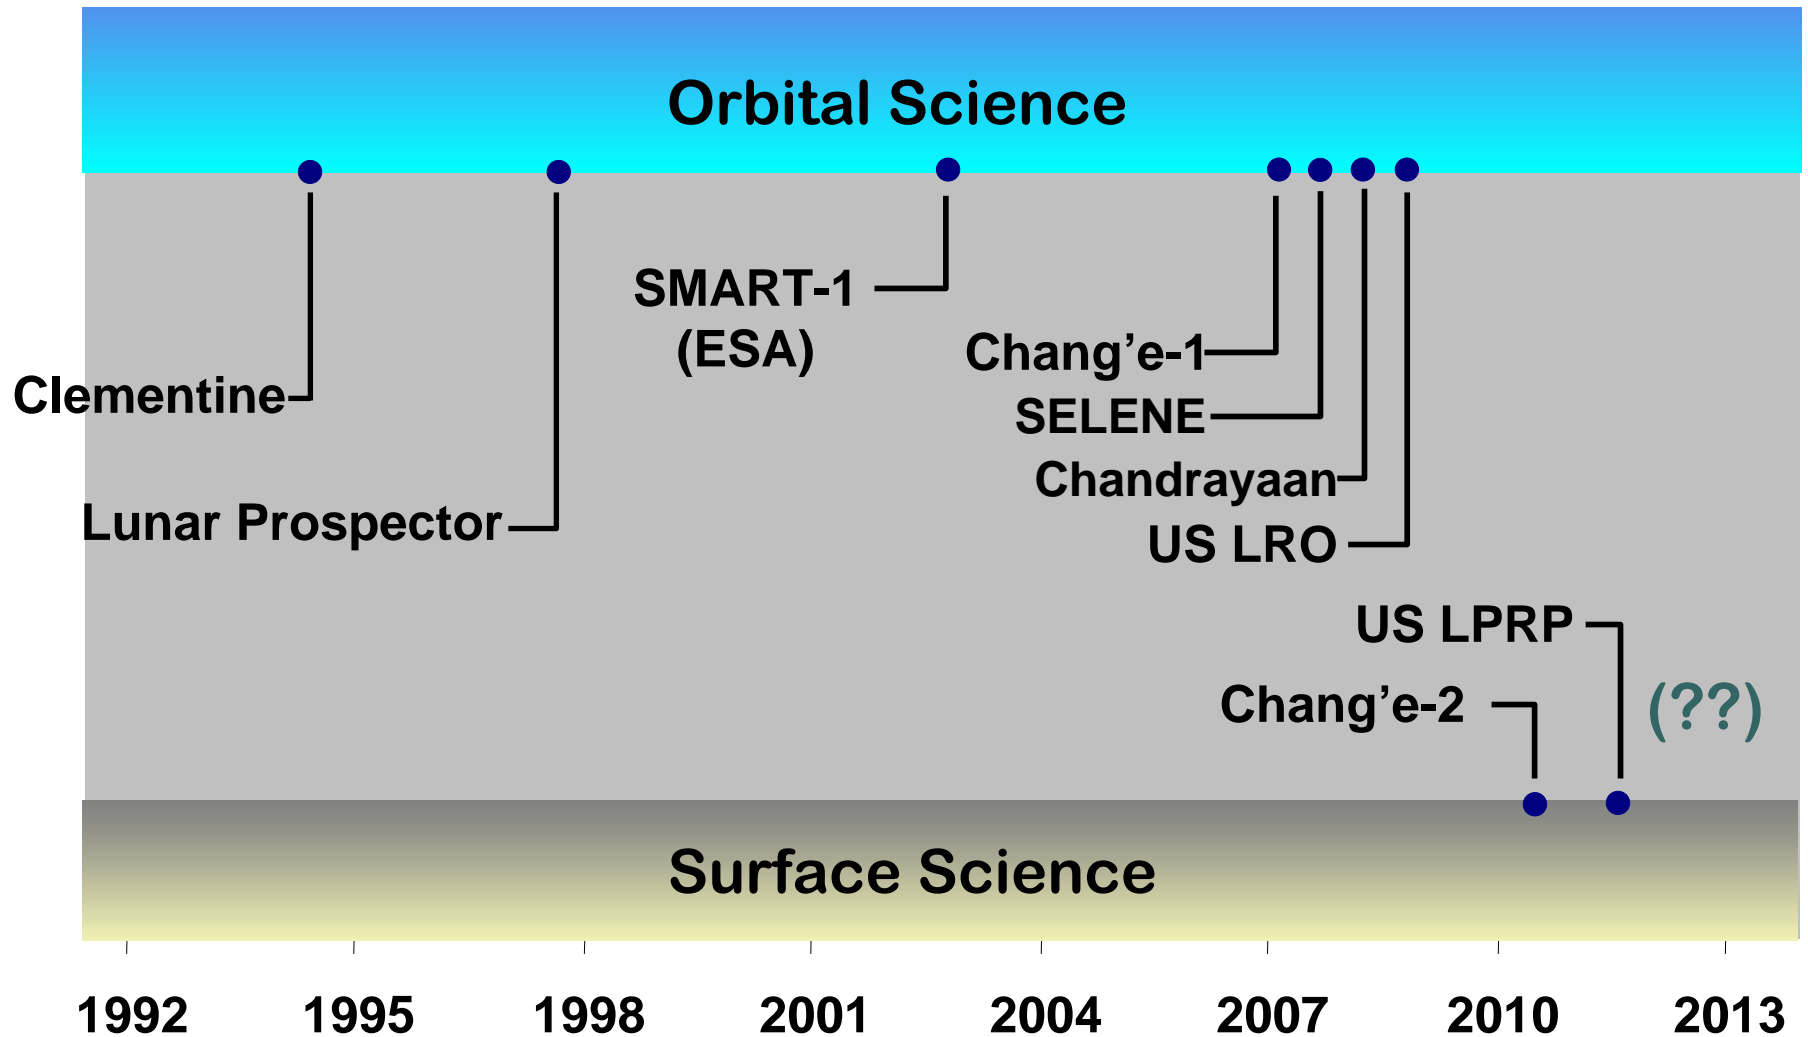 Orbital Science
SMART-1
(ESA)
Chang’e-1
Clementine
SELENE
Chandrayaan
Lunar Prospector
US LRO
US LPRP
Chang’e-2
(??)
Surface Science
1992 1995 1998 2001 2004 2007 2010 2013